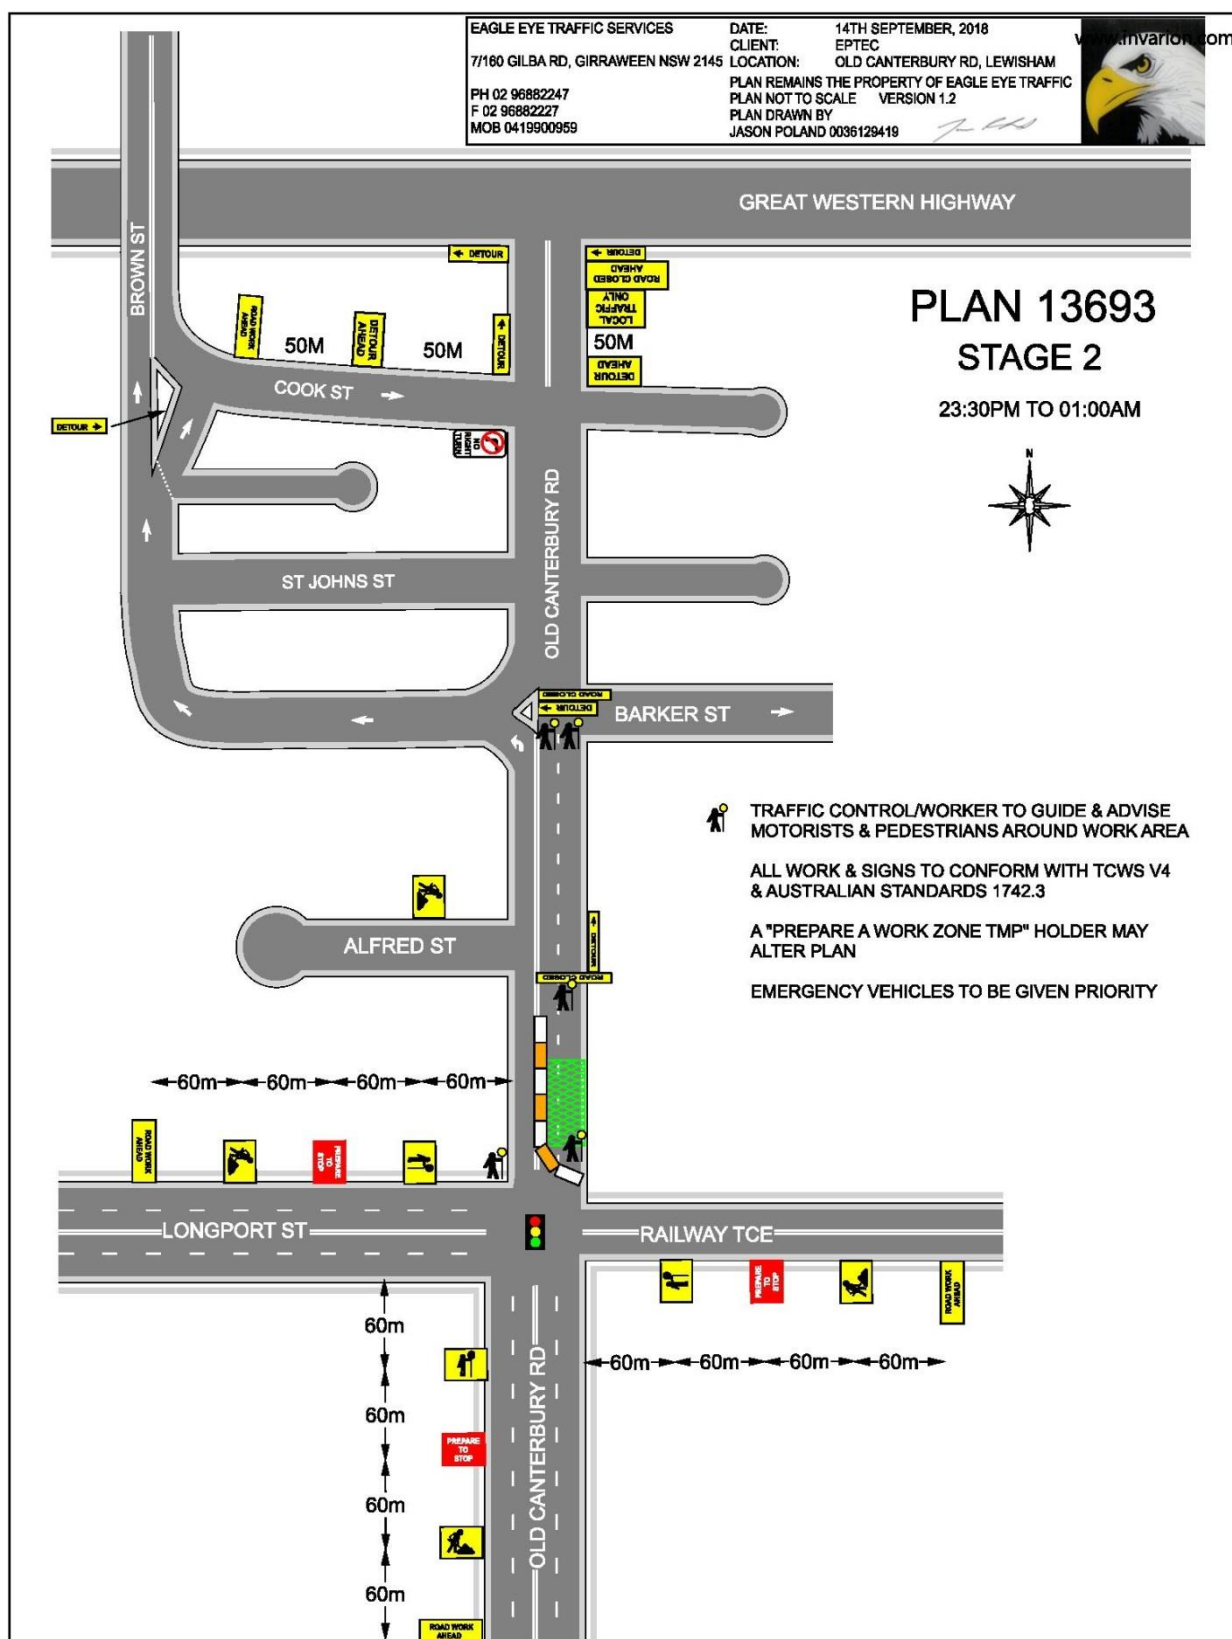 EAGLE EYE TRAFFIC SERVICES
7/160 GILBA RD, GIRRAWEEN NSW 2145
PH 02 96882247
F 02 96882227
MOB 0419900959
DATE: 14TH SEPTEMBER, 2018
CLIENT: EPTEC
LOCATION: OLD CANTERBURY RD, LEWISHAM
PLAN REMAINS THE PROPERTY OF EAGLE EYE TRAFFIC
PLAN NOT TO SCALE VERSION 1.2
PLAN DRAWN BY
JASON POLAND 0036129419
www.invarion.com
GREAT WESTERN HIGHWAY
BROWN ST
DETOUR
DETOUR
ROAD CLOSED
AHEAD
LOCAL
TRAFFIC
ONLY
50M
DETOUR
AHEAD
ROAD WORK
AHEAD
50M
DETOUR
AHEAD
50M
DETOUR
PLAN 13693
STAGE 2
23:30PM TO 01:00AM
N
COOK ST
DETOUR
NO
RIGHT
TURN
OLD CANTERBURY RD
ST JOHNS ST
ROAD CLOSED
DETOUR
BARKER ST
TRAFFIC CONTROL/WORKER TO GUIDE & ADVISE
MOTORISTS & PEDESTRIANS AROUND WORK AREA
ALL WORK & SIGNS TO CONFORM WITH TCWS V4
& AUSTRALIAN STANDARDS 1742.3
A "PREPARE A WORK ZONE TMP" HOLDER MAY
ALTER PLAN
EMERGENCY VEHICLES TO BE GIVEN PRIORITY
ALFRED ST
DETOUR
ROAD CLOSED
60m
60m
60m
60m
ROAD WORK
AHEAD
PREPARE
TO
STOP
LONGPORT ST
RAILWAY TCE
PREPARE
TO
STOP
ROAD WORK
AHEAD
60m
60m
60m
60m
60m
60m
60m
60m
PREPARE
TO
STOP
OLD CANTERBURY RD
ROAD WORK
AHEAD